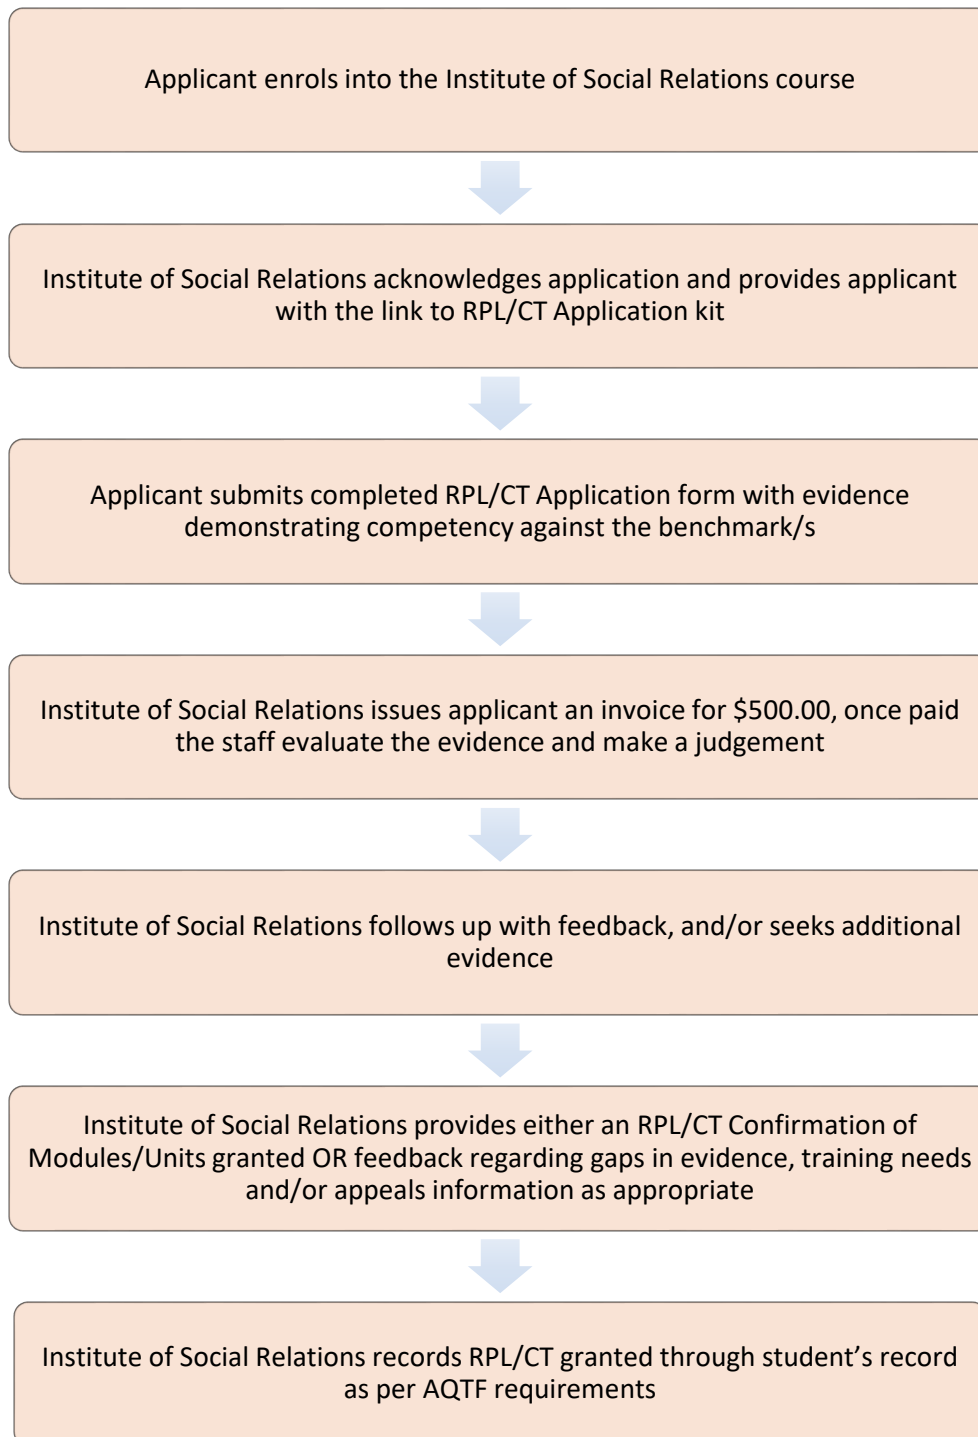 Applicant enrols into the Institute of Social Relations course
Institute of Social Relations acknowledges application and provides applicant
with the link to RPL/CT Application kit
Applicant submits completed RPL/CT Application form with evidence
demonstrating competency against the benchmark/s
Institute of Social Relations issues applicant an invoice for $500.00, once paid
the staff evaluate the evidence and make a judgement
Institute of Social Relations follows up with feedback, and/or seeks additional
evidence
Institute of Social Relations provides either an RPL/CT Confirmation of
Modules/Units granted OR feedback regarding gaps in evidence, training needs
and/or appeals information as appropriate
Institute of Social Relations records RPL/CT granted through student’s record
as per AQTF requirements